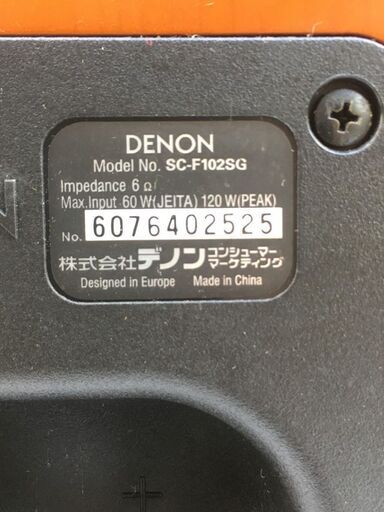 DENON
Model No. SC-F102SG
Impedance 6 Ω
Max.Input 60 W(JEITA) 120 W(PEAK)
No. 6076402525
株式会社デノンコンシューマーマーケティング
Designed in Europe Made in China
+